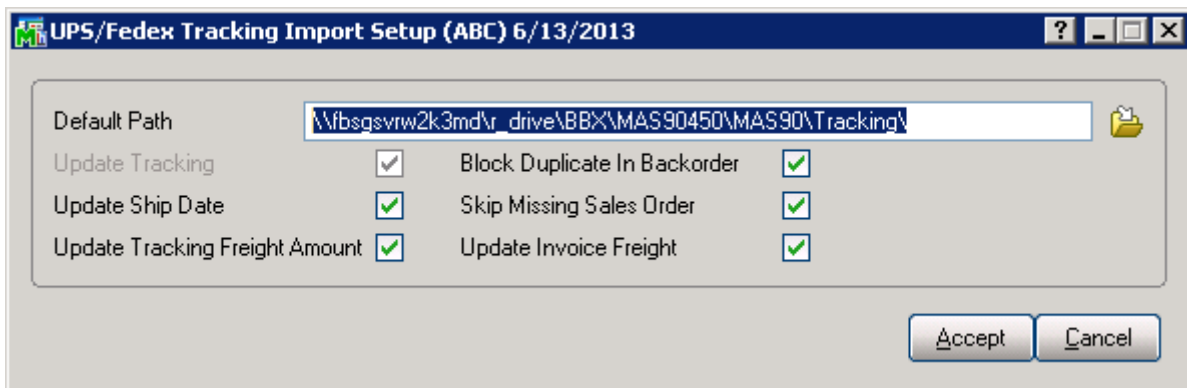 UPS/Fedex Tracking Import Setup (ABC) 6/13/2013
Default Path \\fbsgsvrw2k3md\r_drive\BBX\MAS90450\MAS90\Tracking\
Update Tracking Block Duplicate In Backorder
Update Ship Date Skip Missing Sales Order
Update Tracking Freight Amount Update Invoice Freight
Accept Cancel